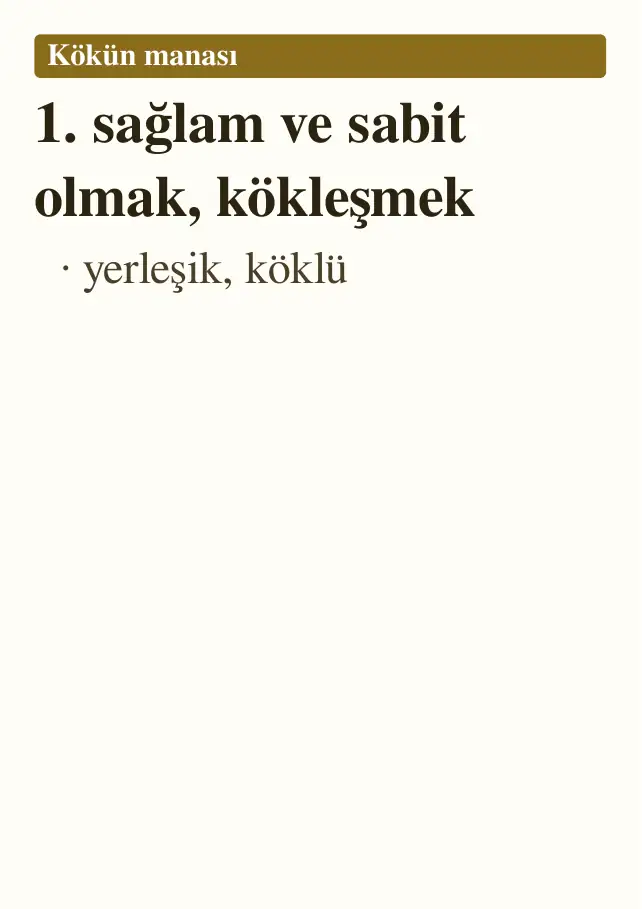 Kökün manası
1. sağlam ve sabit
olmak, kökleşmek
· yerleşik, köklü